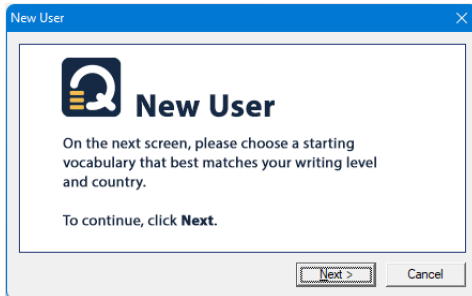 New User
New User
On the next screen, please choose a starting
vocabulary that best matches your writing level
and country.
To continue, click Next.
Next >
Cancel